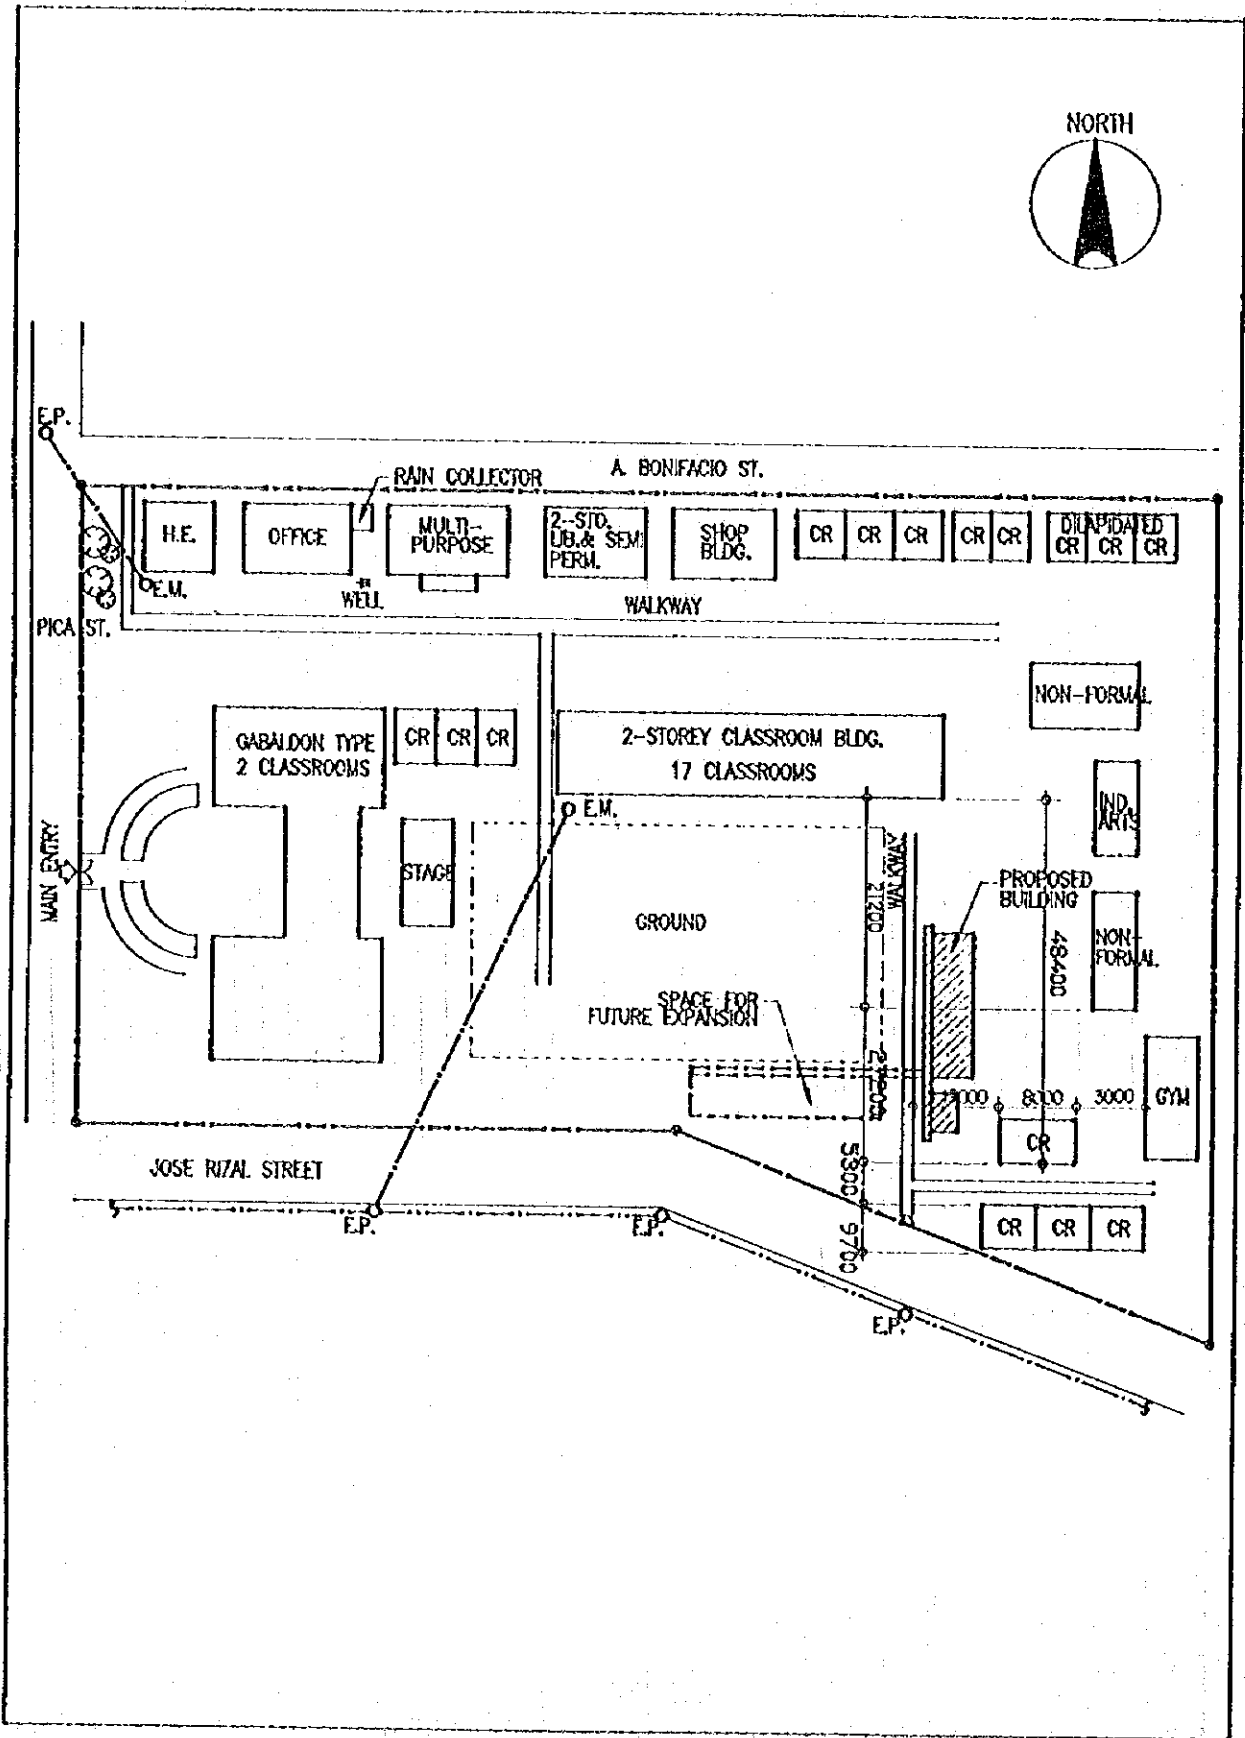 NORTH
E.P.
A. BONIFACIO ST.
RAIN COLLECTOR
H.E.
OFFICE
MULTI-
PURPOSE
2-STO.
LIB.& SEMI
PERM.
SHOP
BLDG.
CR
CR
CR
CR
CR
DILAPIDATED
CR
CR
CR
E.M.
WELL
WALKWAY
PICA ST.
NON-FORMAL
GABALDON TYPE
2 CLASSROOMS
CR
CR
CR
2-STOREY CLASSROOM BLDG.
17 CLASSROOMS
IND.
ARTS
E.M.
MAIN ENTRY
STAGE
GROUND
WALKWAY
21200
PROPOSED
BUILDING
48400
NON-
FORMAL
SPACE FOR
FUTURE EXPANSION
8000
3000
GYM
CR
JOSE RIZAL STREET
5300
9700
E.P.
E.P.
CR
CR
CR
E.P.